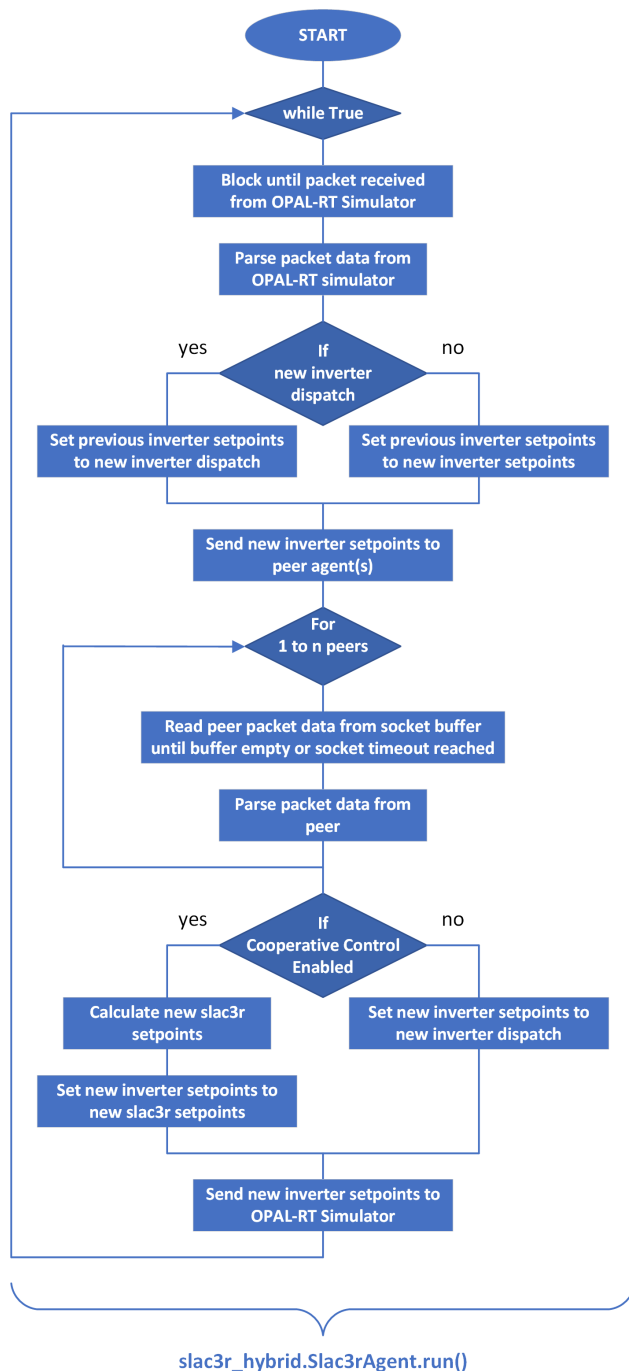 START
while True
Block until packet received
from OPAL-RT Simulator
Parse packet data from
OPAL-RT simulator
yes
If
new inverter
dispatch
no
Set previous inverter setpoints
to new inverter dispatch
Set previous inverter setpoints
to new inverter setpoints
Send new inverter setpoints to
peer agent(s)
For
1 to n peers
Read peer packet data from socket buffer
until buffer empty or socket timeout reached
Parse packet data from
peer
yes
If
Cooperative Control
Enabled
no
Calculate new slac3r
setpoints
Set new inverter setpoints to
new inverter dispatch
Set new inverter setpoints to
new slac3r setpoints
Send new inverter setpoints to
OPAL-RT Simulator
slac3r_hybrid.Slac3rAgent.run()